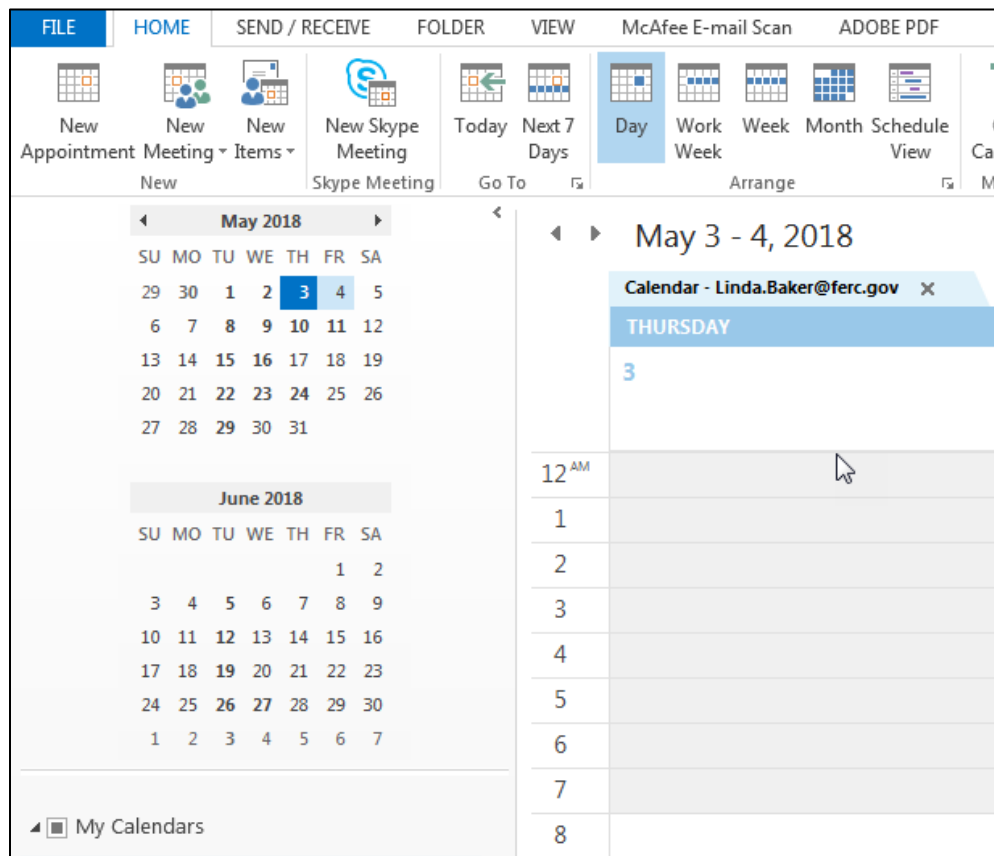 FILE HOME SEND / RECEIVE FOLDER VIEW McAfee E-mail Scan ADOBE PDF
New Appointment
New Meeting
New Items
New Skype Meeting
Today
Next 7 Days
Day
Work Week
Week
Month
Schedule View
New
Skype Meeting
Go To
Arrange
May 2018
SU MO TU WE TH FR SA
29 30 1 2 3 4 5
6 7 8 9 10 11 12
13 14 15 16 17 18 19
20 21 22 23 24 25 26
27 28 29 30 31
June 2018
SU MO TU WE TH FR SA
1 2
3 4 5 6 7 8 9
10 11 12 13 14 15 16
17 18 19 20 21 22 23
24 25 26 27 28 29 30
1 2 3 4 5 6 7
My Calendars
May 3 - 4, 2018
Calendar - Linda.Baker@ferc.gov
THURSDAY
3
12 AM
1
2
3
4
5
6
7
8